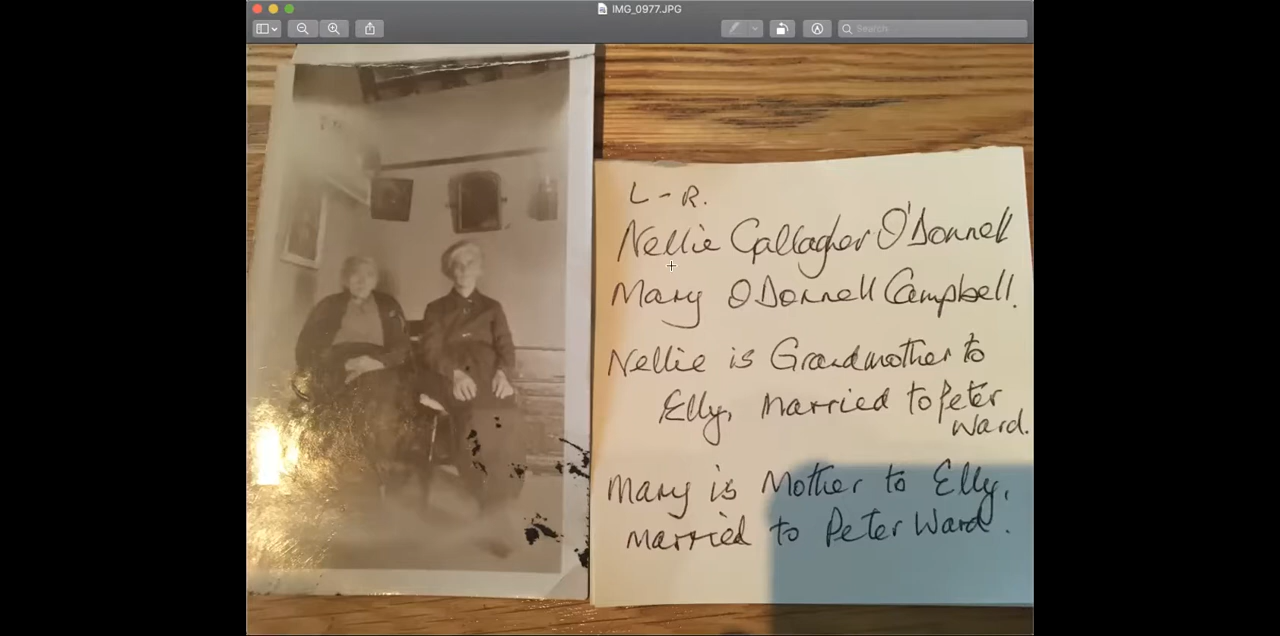 IMG_0977.JPG
Search
L - R.
Nellie Gallagher O'Donnell
Mary O'Donnell Campbell.
Nellie is Grandmother to
Elly, married to Peter
Ward.
Mary is Mother to Elly,
married to Peter Ward.